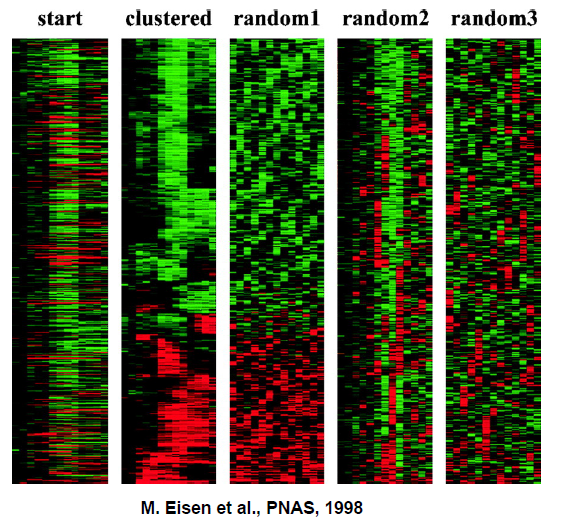 start clustered random1 random2 random3
M. Eisen et al., PNAS, 1998